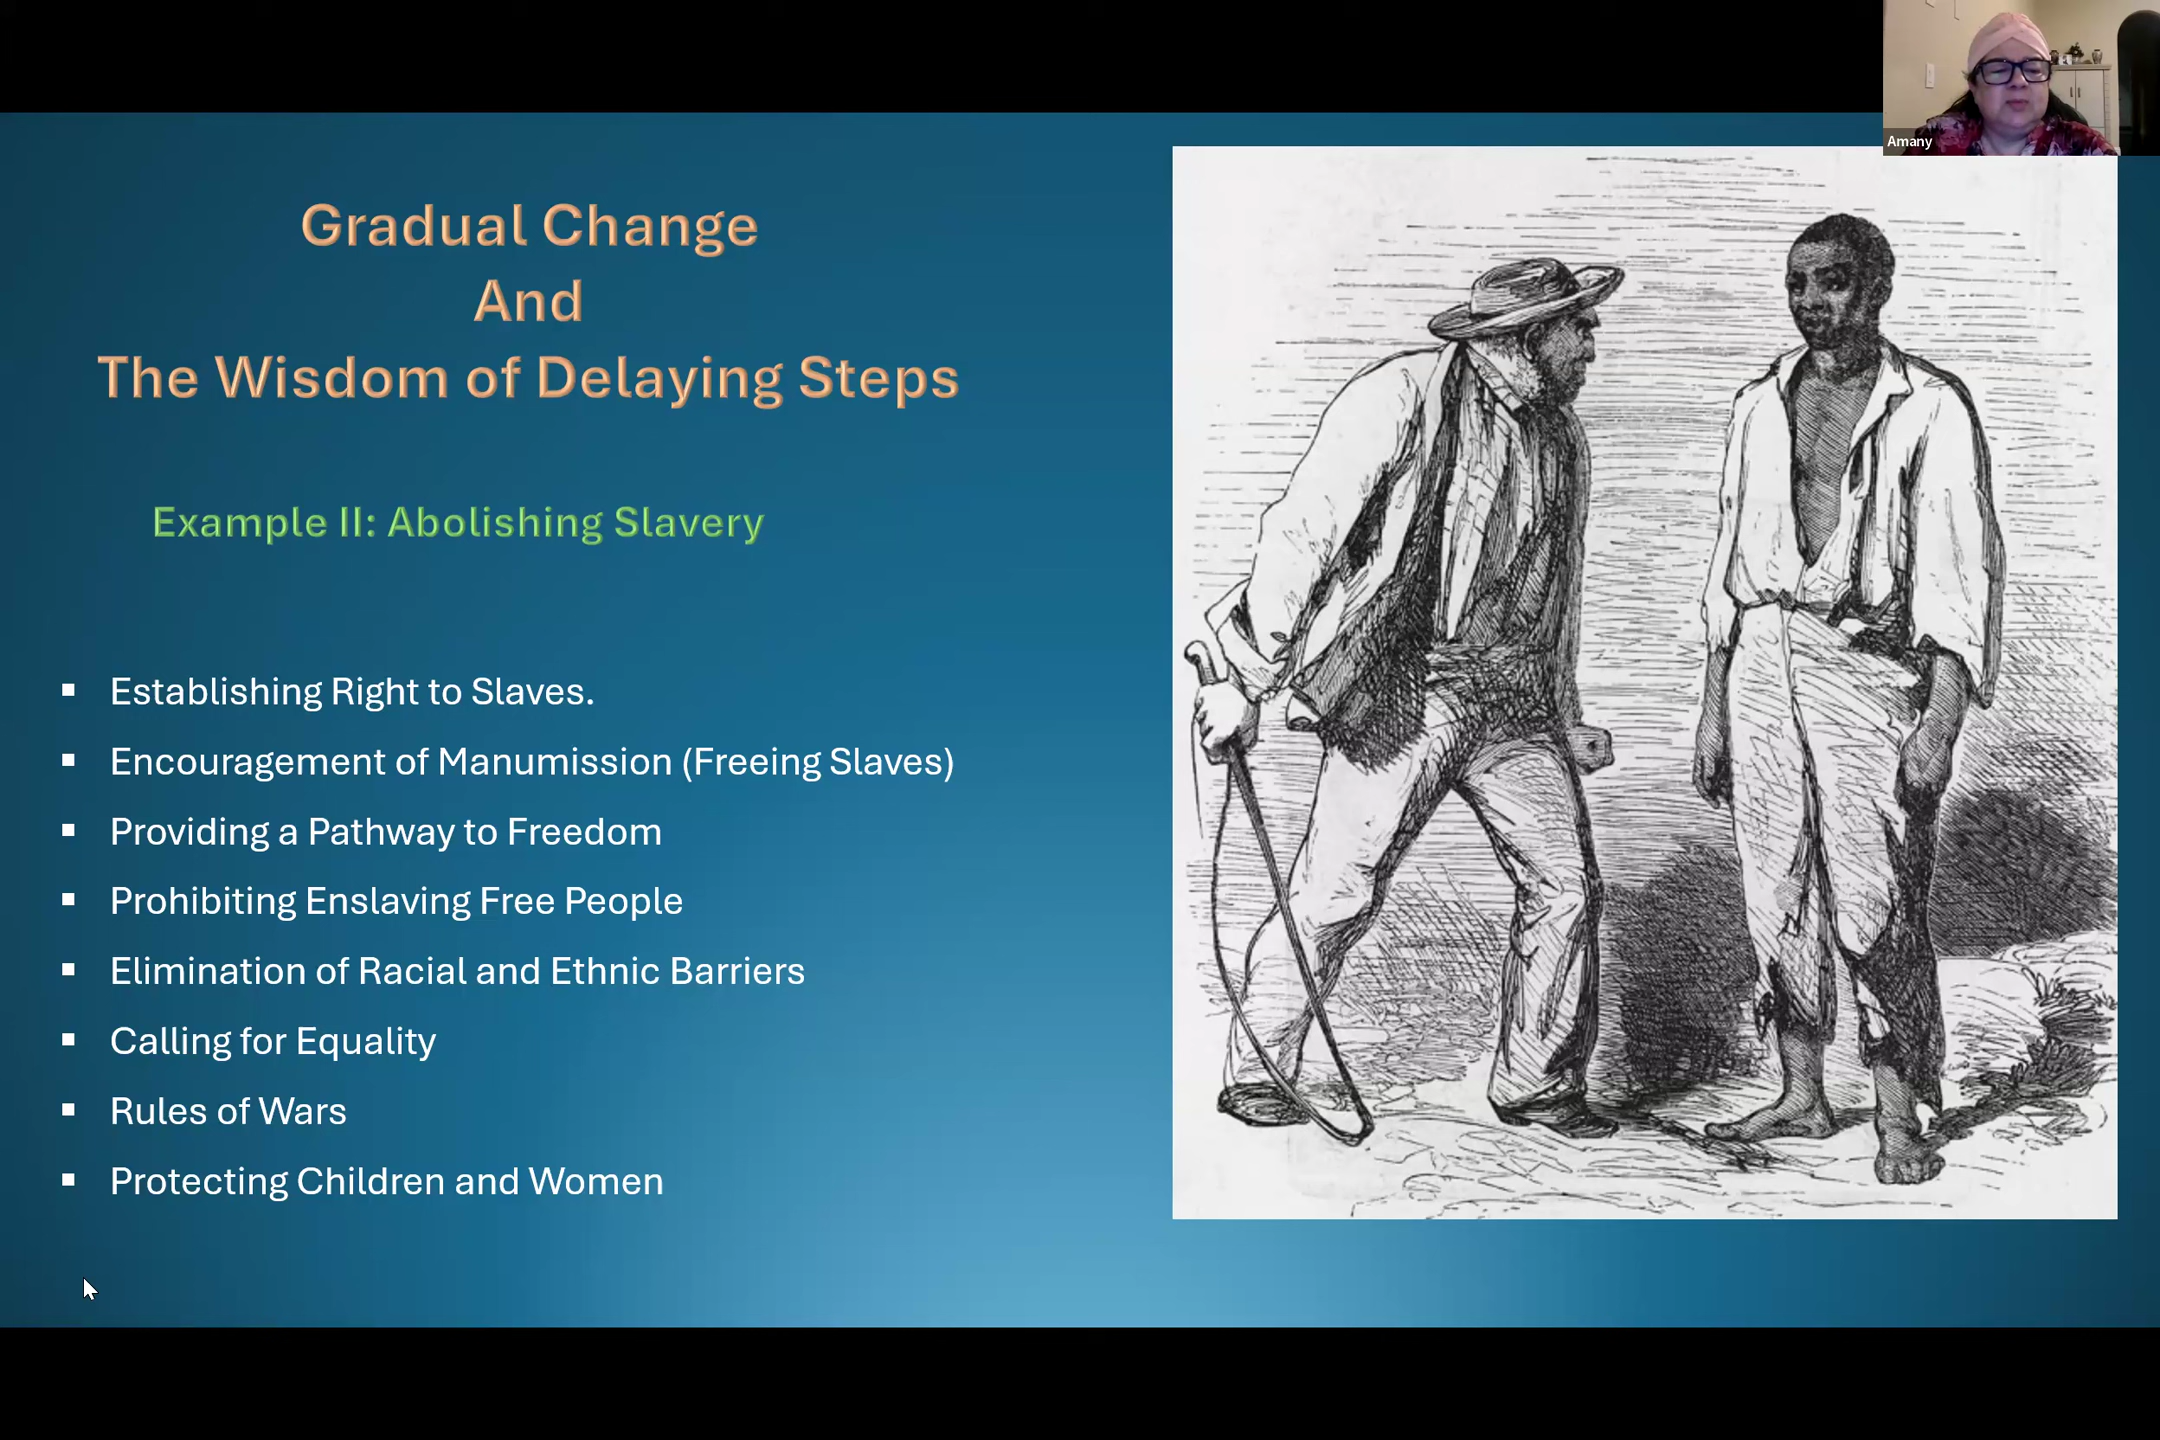 Amany
Gradual Change
And
The Wisdom of Delaying Steps
Example II: Abolishing Slavery
▪ Establishing Right to Slaves.
▪ Encouragement of Manumission (Freeing Slaves)
▪ Providing a Pathway to Freedom
▪ Prohibiting Enslaving Free People
▪ Elimination of Racial and Ethnic Barriers
▪ Calling for Equality
▪ Rules of Wars
▪ Protecting Children and Women